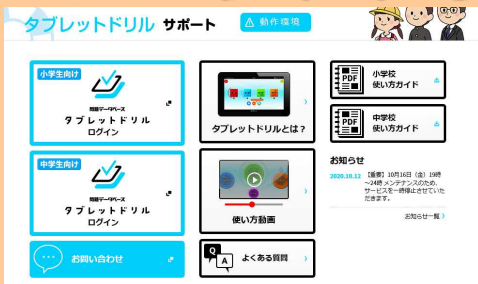 タブレットドリル サポート
動作環境
小学生向け
問題データベース
タブレットドリル
ログイン
中学生向け
問題データベース
タブレットドリル
ログイン
お問い合わせ
タブレットドリルとは?
使い方動画
Q
A
よくある質問
PDF
小学校
使い方ガイド
PDF
中学校
使い方ガイド
お知らせ
2020.10.12 【重要】10月16日(金)19時
~24時 メンテナンスのため、
サービスを一時停止させていた
だきます。
お知らせ一覧